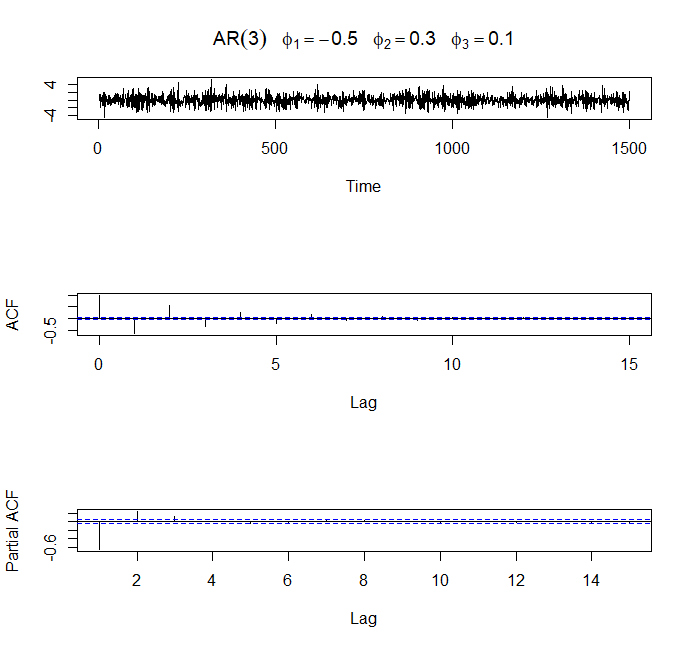 AR(3) ϕ1 = −0.5 ϕ2 = 0.3 ϕ3 = 0.1
4
-4
0 500 1000 1500
Time
ACF
-0.5
0 5 10 15
Lag
Partial ACF
-0.6
2 4 6 8 10 12 14
Lag